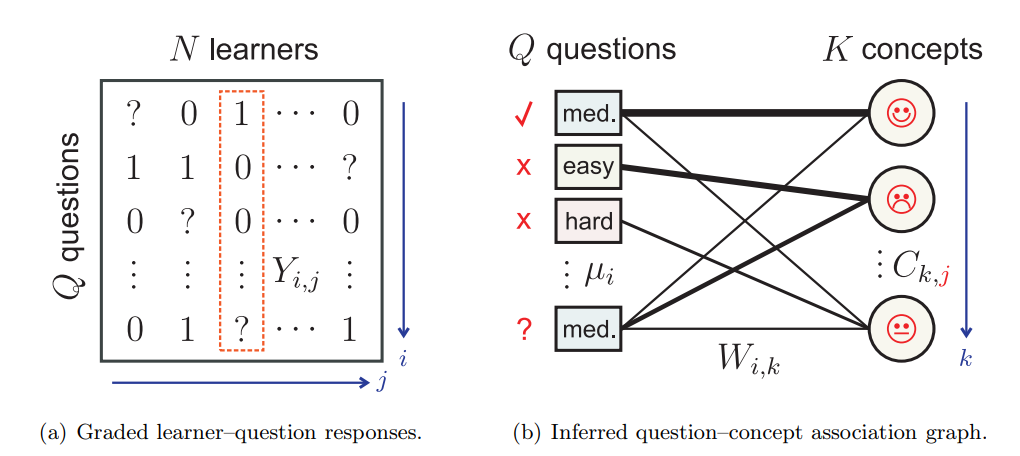 N learners
Q questions
? 0 1 ··· 0
1 1 0 ··· ?
0 ? 0 ··· 0
⋮ ⋮ ⋮ Y_{i,j} ⋮
0 1 ? ··· 1
i
j
(a) Graded learner–question responses.
Q questions
K concepts
✓ med.
x easy
x hard
⋮ μ_i
? med.
⋮ C_{k,j}
W_{i,k}
k
(b) Inferred question–concept association graph.